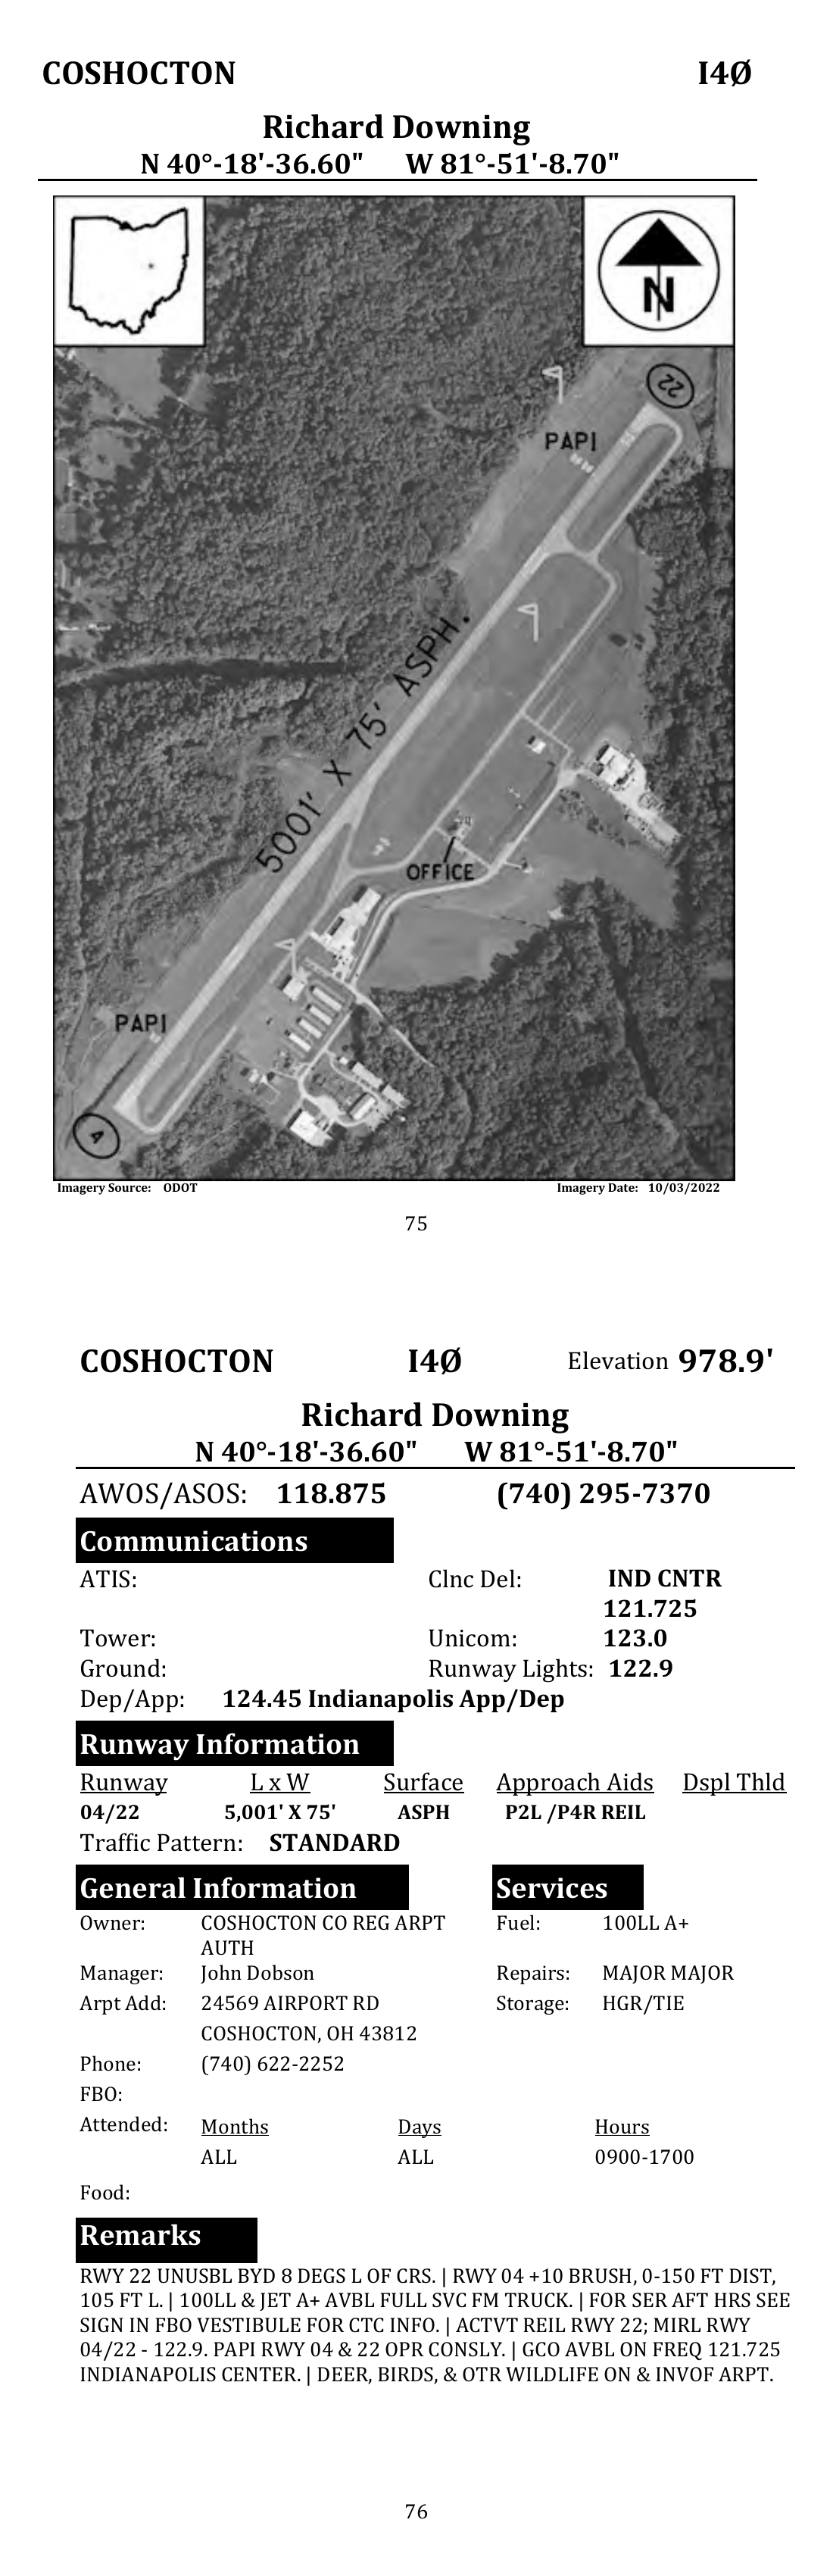 COSHOCTON I4Ø
Richard Downing
N 40°-18'-36.60" W 81°-51'-8.70"
N
22
PAPI
5001' X 75' ASPH.
OFFICE
PAPI
4
Imagery Source: ODOT Imagery Date: 10/03/2022
75
COSHOCTON I4Ø Elevation 978.9'
Richard Downing
N 40°-18'-36.60" W 81°-51'-8.70"
AWOS/ASOS: 118.875 (740) 295-7370
Communications
ATIS: Clnc Del: IND CNTR
121.725
Tower: Unicom: 123.0
Ground: Runway Lights: 122.9
Dep/App: 124.45 Indianapolis App/Dep
Runway Information
Runway L x W Surface Approach Aids Dspl Thld
04/22 5,001' X 75' ASPH P2L /P4R REIL
Traffic Pattern: STANDARD
General Information Services
Owner: COSHOCTON CO REG ARPT Fuel: 100LL A+
AUTH
Manager: John Dobson Repairs: MAJOR MAJOR
Arpt Add: 24569 AIRPORT RD Storage: HGR/TIE
COSHOCTON, OH 43812
Phone: (740) 622-2252
FBO:
Attended: Months Days Hours
ALL ALL 0900-1700
Food:
Remarks
RWY 22 UNUSBL BYD 8 DEGS L OF CRS. | RWY 04 +10 BRUSH, 0-150 FT DIST,
105 FT L. | 100LL & JET A+ AVBL FULL SVC FM TRUCK. | FOR SER AFT HRS SEE
SIGN IN FBO VESTIBULE FOR CTC INFO. | ACTVT REIL RWY 22; MIRL RWY
04/22 - 122.9. PAPI RWY 04 & 22 OPR CONSLY. | GCO AVBL ON FREQ 121.725
INDIANAPOLIS CENTER. | DEER, BIRDS, & OTR WILDLIFE ON & INVOF ARPT.
76